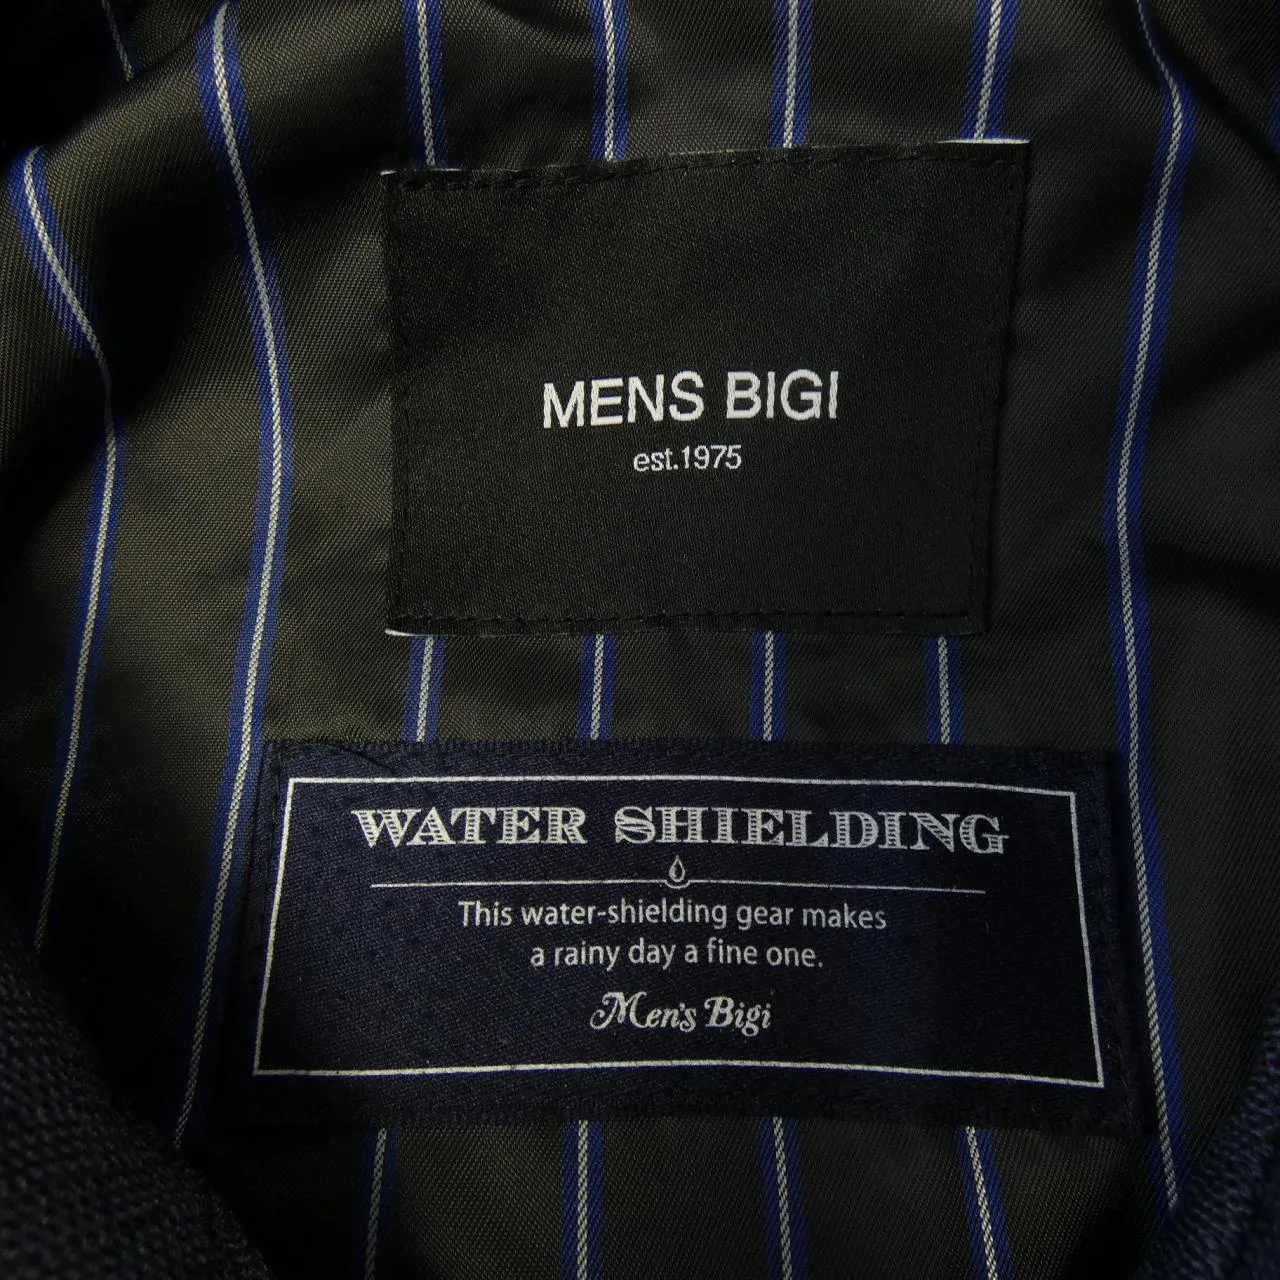 MENS BIGI
est.1975
WATER SHIELDING
This water-shielding gear makes
a rainy day a fine one.
Men's Bigi